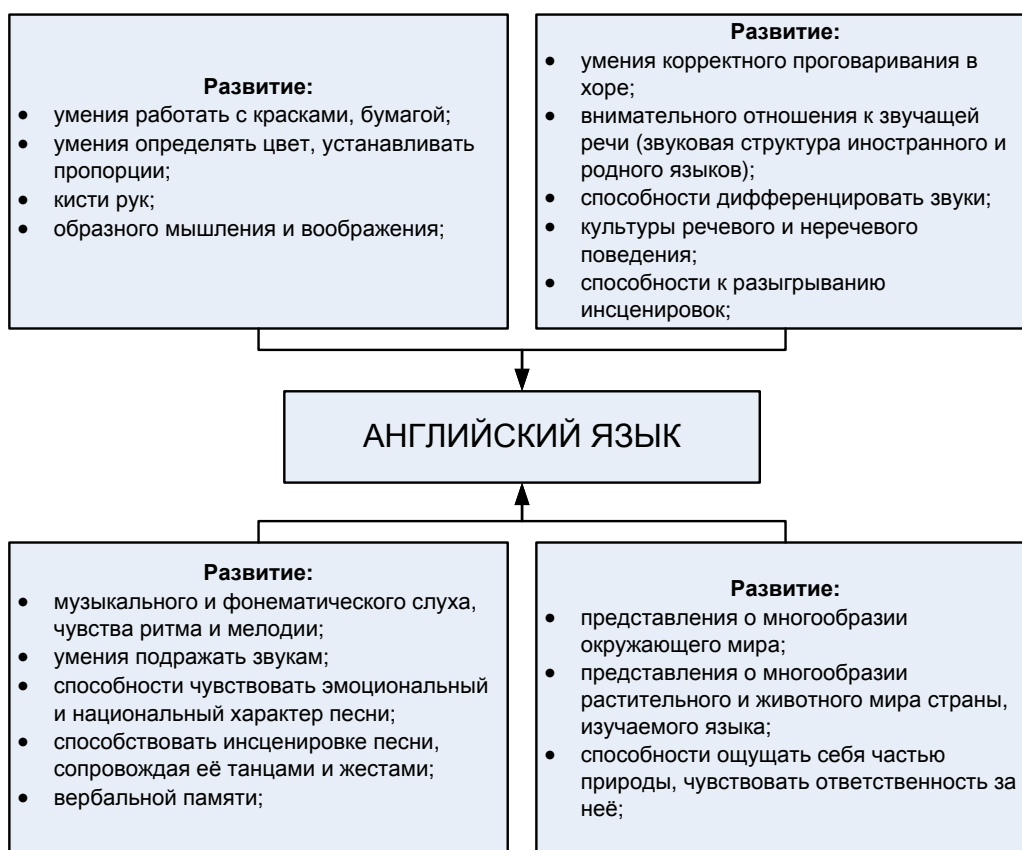 Развитие:
• умения работать с красками, бумагой;
• умения определять цвет, устанавливать
пропорции;
• кисти рук;
• образного мышления и воображения;
Развитие:
• умения корректного проговаривания в
хоре;
• внимательного отношения к звучащей
речи (звуковая структура иностранного и
родного языков);
• способности дифференцировать звуки;
• культуры речевого и неречевого
поведения;
• способности к разыгрыванию
инсценировок;
АНГЛИЙСКИЙ ЯЗЫК
Развитие:
• музыкального и фонематического слуха,
чувства ритма и мелодии;
• умения подражать звукам;
• способности чувствовать эмоциональный
и национальный характер песни;
• способствовать инсценировке песни,
сопровождая её танцами и жестами;
• вербальной памяти;
Развитие:
• представления о многообразии
окружающего мира;
• представления о многообразии
растительного и животного мира страны,
изучаемого языка;
• способности ощущать себя частью
природы, чувствовать ответственность за
неё;